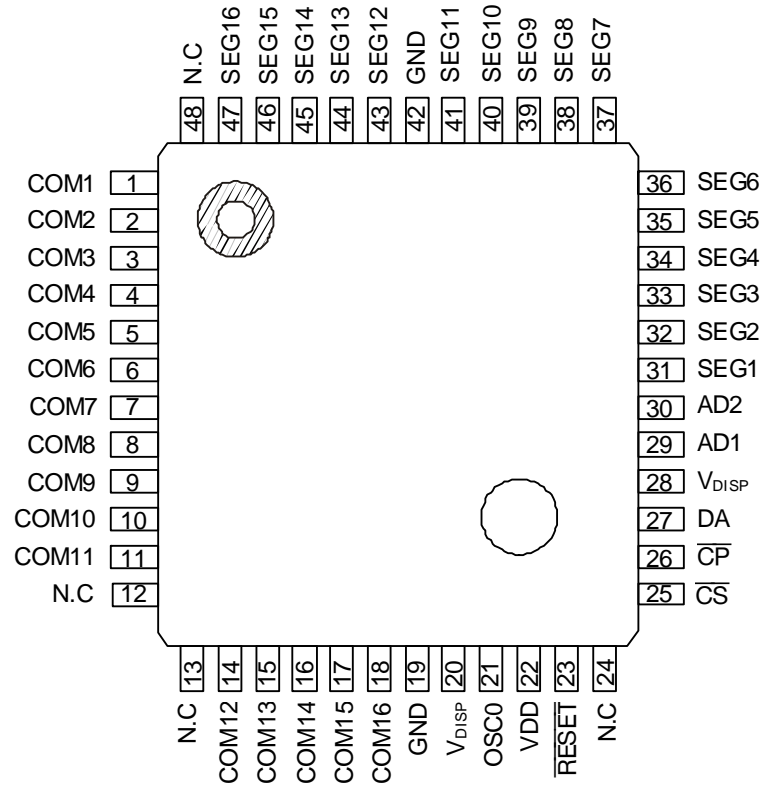 N.C SEG16 SEG15 SEG14 SEG13 SEG12 GND SEG11 SEG10 SEG9 SEG8 SEG7
48 47 46 45 44 43 42 41 40 39 38 37
COM1 1 36 SEG6
COM2 2 35 SEG5
COM3 3 34 SEG4
COM4 4 33 SEG3
COM5 5 32 SEG2
COM6 6 31 SEG1
COM7 7 30 AD2
COM8 8 29 AD1
COM9 9 28 VDISP
COM10 10 27 DA
COM11 11 26 C̅P̅
N.C 12 25 C̅S̅
13 14 15 16 17 18 19 20 21 22 23 24
N.C COM12 COM13 COM14 COM15 COM16 GND VDISP OSC0 VDD R̅E̅S̅E̅T̅ N.C